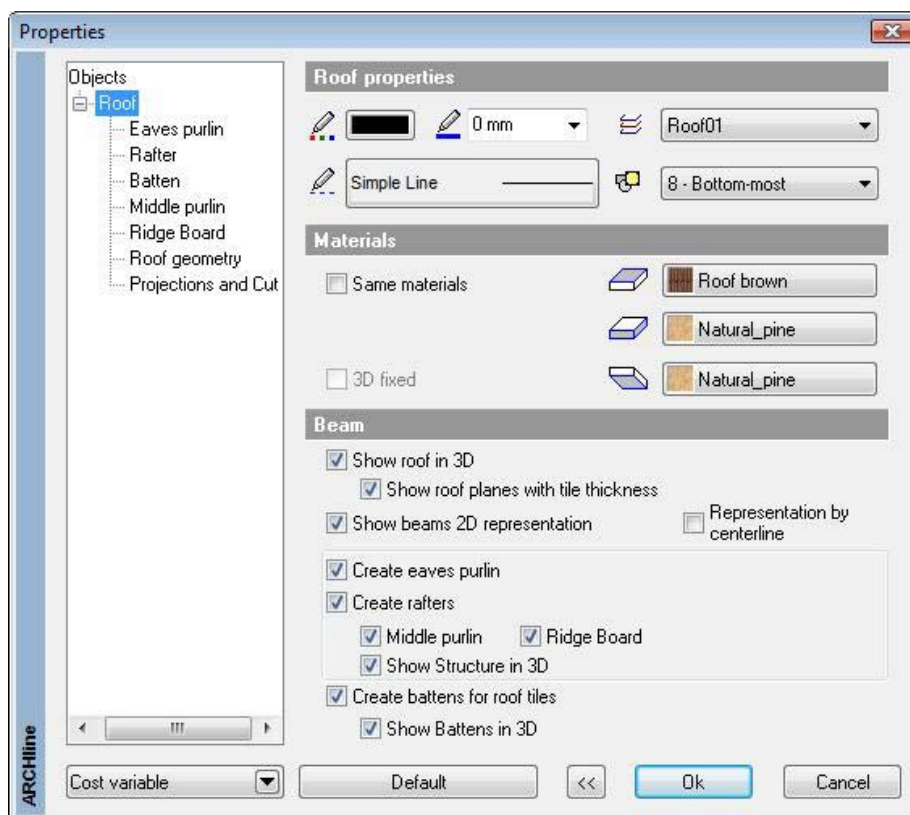 Properties
Objects
Roof
Eaves purlin
Rafter
Batten
Middle purlin
Ridge Board
Roof geometry
Projections and Cut
Roof properties
0 mm
Roof01
Simple Line
8 - Bottom-most
Materials
Same materials
Roof brown
Natural_pine
3D fixed
Natural_pine
Beam
Show roof in 3D
Show roof planes with tile thickness
Show beams 2D representation
Representation by
centerline
Create eaves purlin
Create rafters
Middle purlin
Ridge Board
Show Structure in 3D
Create battens for roof tiles
Show Battens in 3D
ARCHline
Cost variable
Default
<<
Ok
Cancel